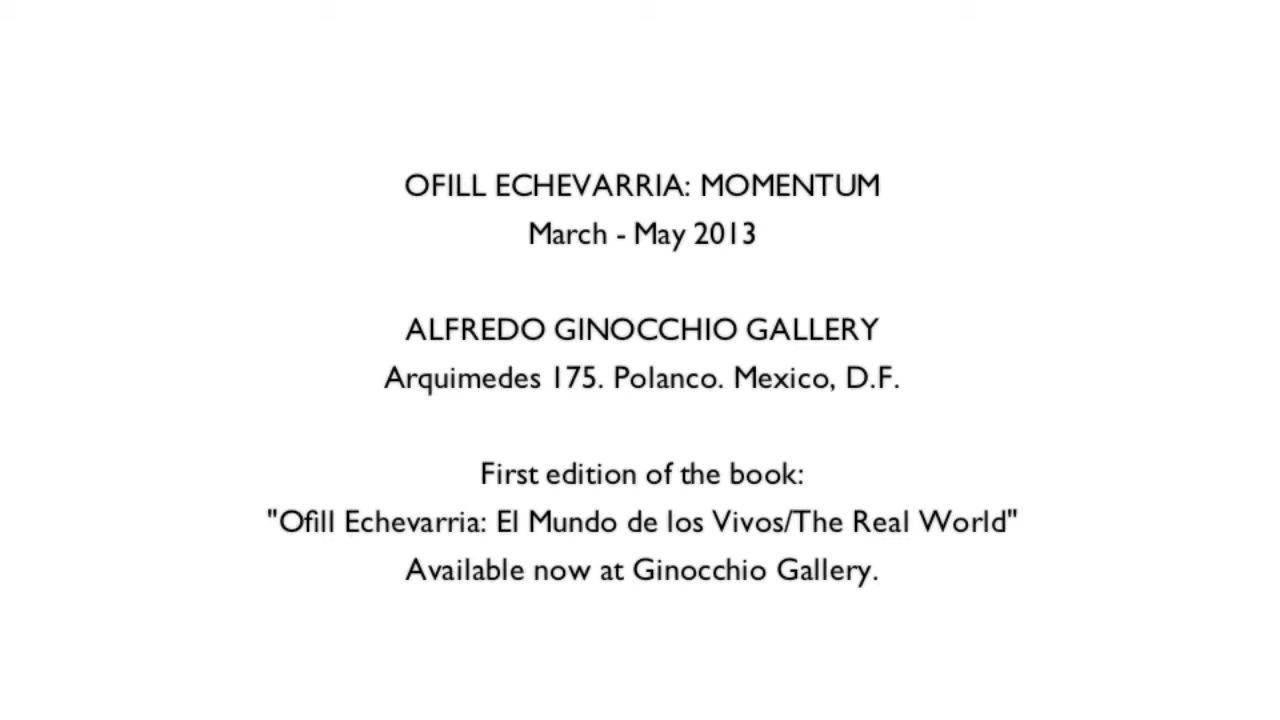 OFILL ECHEVARRIA: MOMENTUM
March - May 2013
ALFREDO GINOCCHIO GALLERY
Arquimedes 175. Polanco. Mexico, D.F.
First edition of the book:
"Ofill Echevarria: El Mundo de los Vivos/The Real World"
Available now at Ginocchio Gallery.